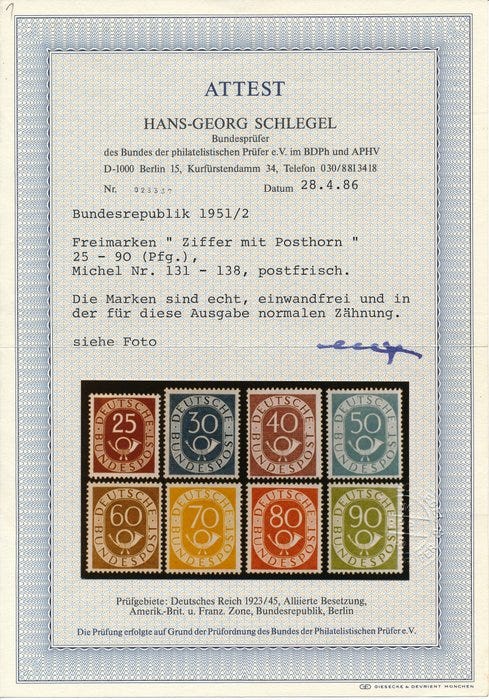 ATTEST
HANS-GEORG SCHLEGEL
Bundesprüfer
des Bundes der philatelistischen Prüfer e.V. im BDPh und APHV
D-1000 Berlin 15, Kurfürstendamm 34, Telefon 030/8813418
Nr. 023337 Datum 28.4.86
Bundesrepublik 1951/2
Freimarken " Ziffer mit Posthorn "
25 - 90 (Pfg.),
Michel Nr. 131 - 138, postfrisch.
Die Marken sind echt, einwandfrei und in
der für diese Ausgabe normalen Zähnung.
siehe Foto
DEUTSCHE BUNDESPOST 25
DEUTSCHE BUNDESPOST 30
DEUTSCHE BUNDESPOST 40
DEUTSCHE BUNDESPOST 50
DEUTSCHE BUNDESPOST 60
DEUTSCHE BUNDESPOST 70
DEUTSCHE BUNDESPOST 80
DEUTSCHE BUNDESPOST 90
Prüfgebiete: Deutsches Reich 1923/45, Alliierte Besetzung,
Amerik.-Brit. u. Franz. Zone, Bundesrepublik, Berlin
Die Prüfung erfolgte auf Grund der Prüfordnung des Bundes der Philatelistischen Prüfer e.V.
GIESECKE & DEVRIENT MÜNCHEN